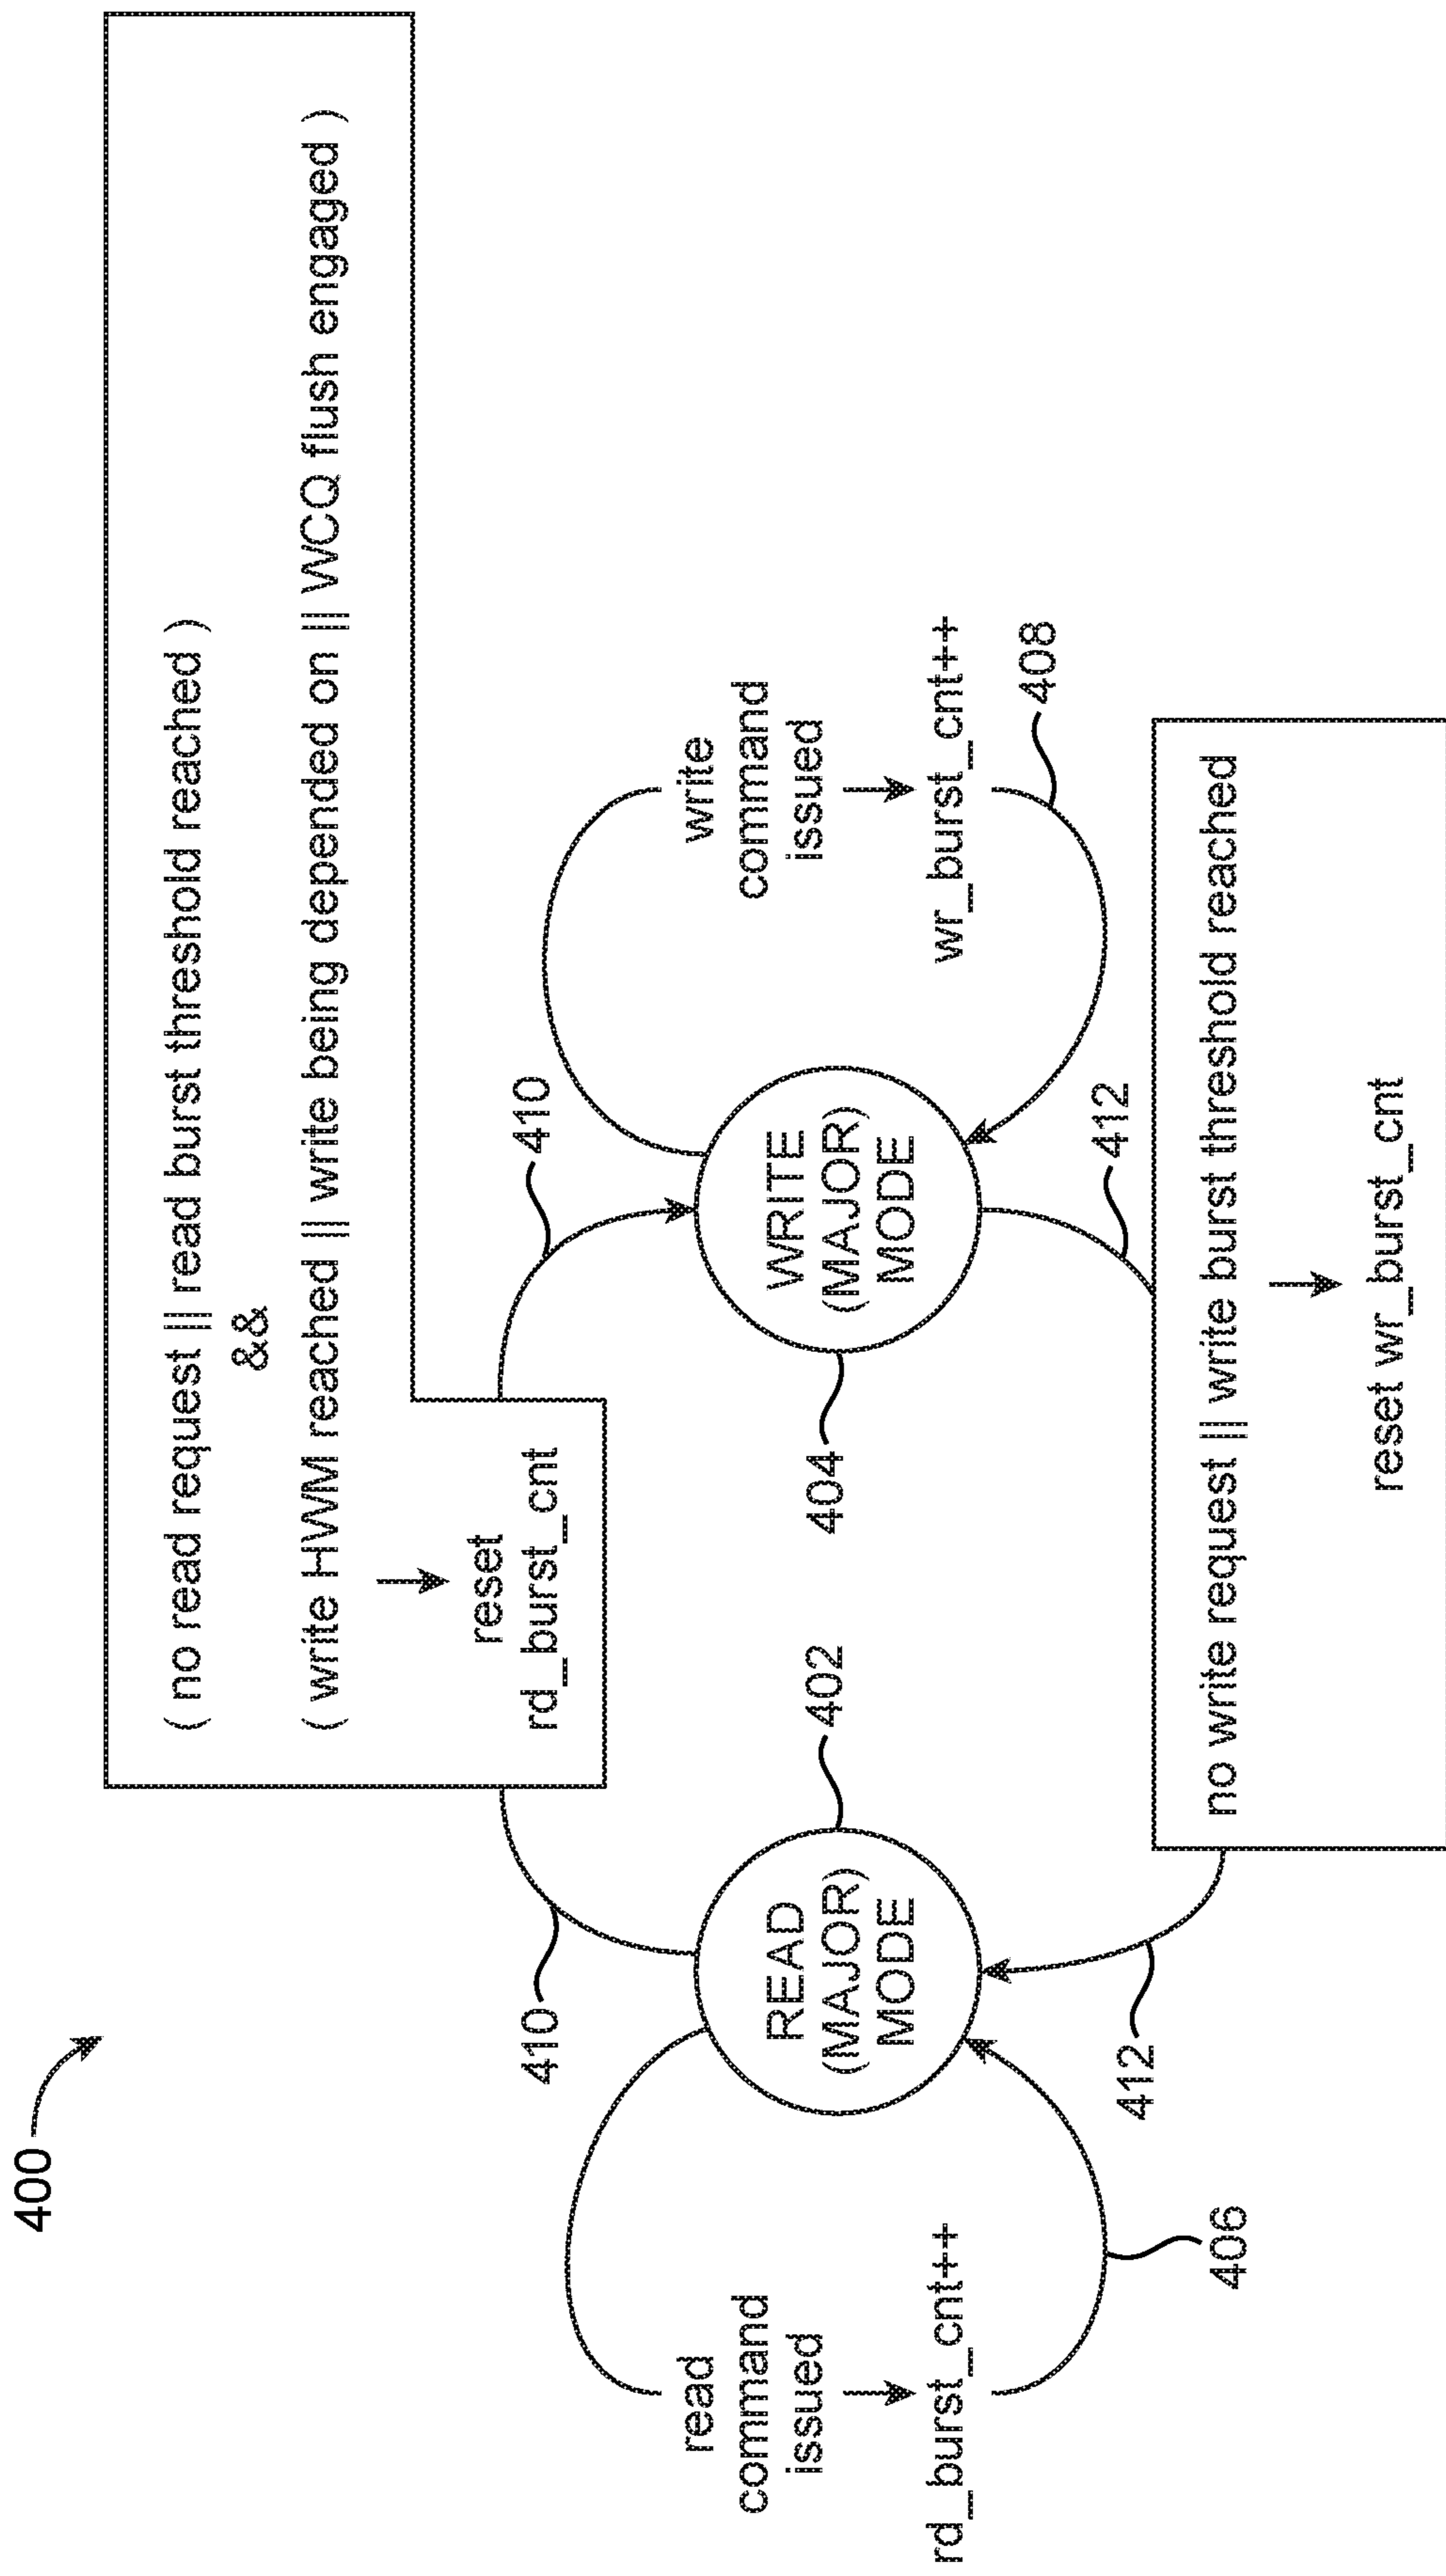 400
( no read request || read burst threshold reached )
&&
( write HWM reached || write being depended on || WCQ flush engaged )
reset
rd_burst_cnt
410
410
read
command
issued
rd_burst_cnt++
406
READ
(MAJOR)
MODE
402
404
WRITE
(MAJOR)
MODE
write
command
issued
wr_burst_cnt++
408
412
412
no write request || write burst threshold reached
reset wr_burst_cnt